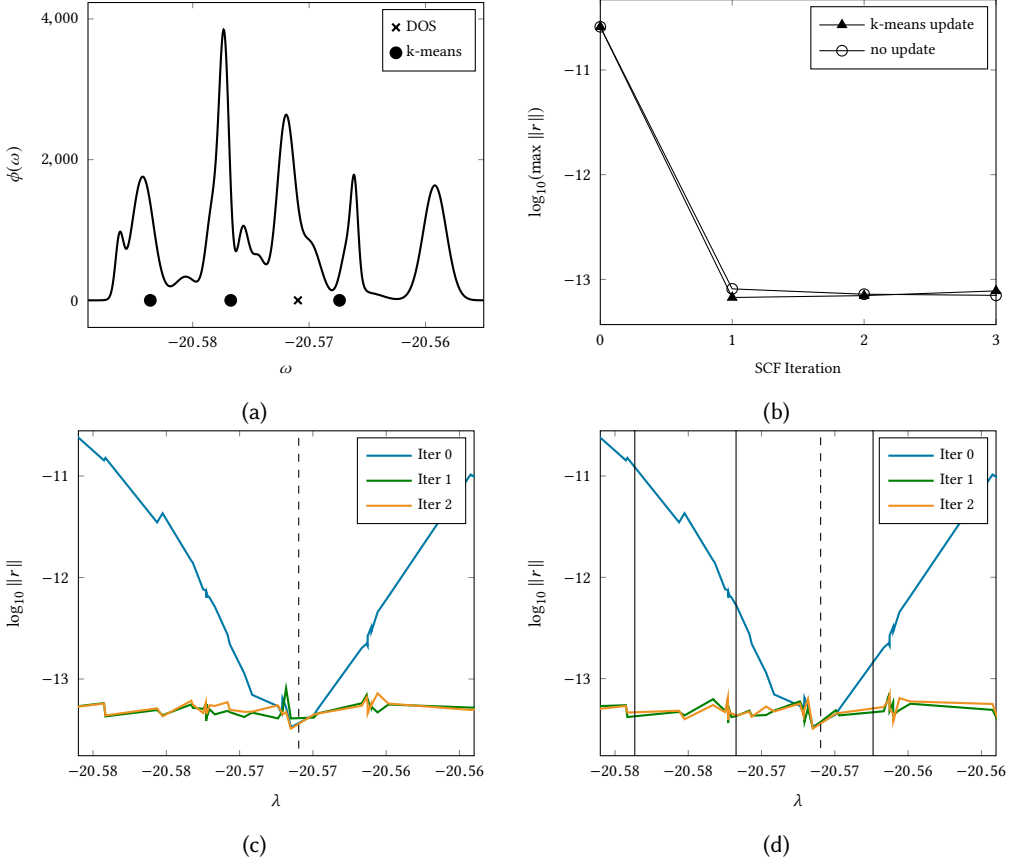 4,000
2,000
0
ϕ(ω)
DOS
k-means
−20.58
−20.57
−20.56
ω
(a)
−11
−12
−13
log₁₀(max ||r||)
k-means update
no update
0
1
2
3
SCF Iteration
(b)
−11
−12
−13
log₁₀ ||r||
Iter 0
Iter 1
Iter 2
−20.58
−20.58
−20.57
−20.57
−20.56
−20.56
λ
(c)
−11
−12
−13
log₁₀ ||r||
Iter 0
Iter 1
Iter 2
−20.58
−20.58
−20.57
−20.57
−20.56
−20.56
λ
(d)